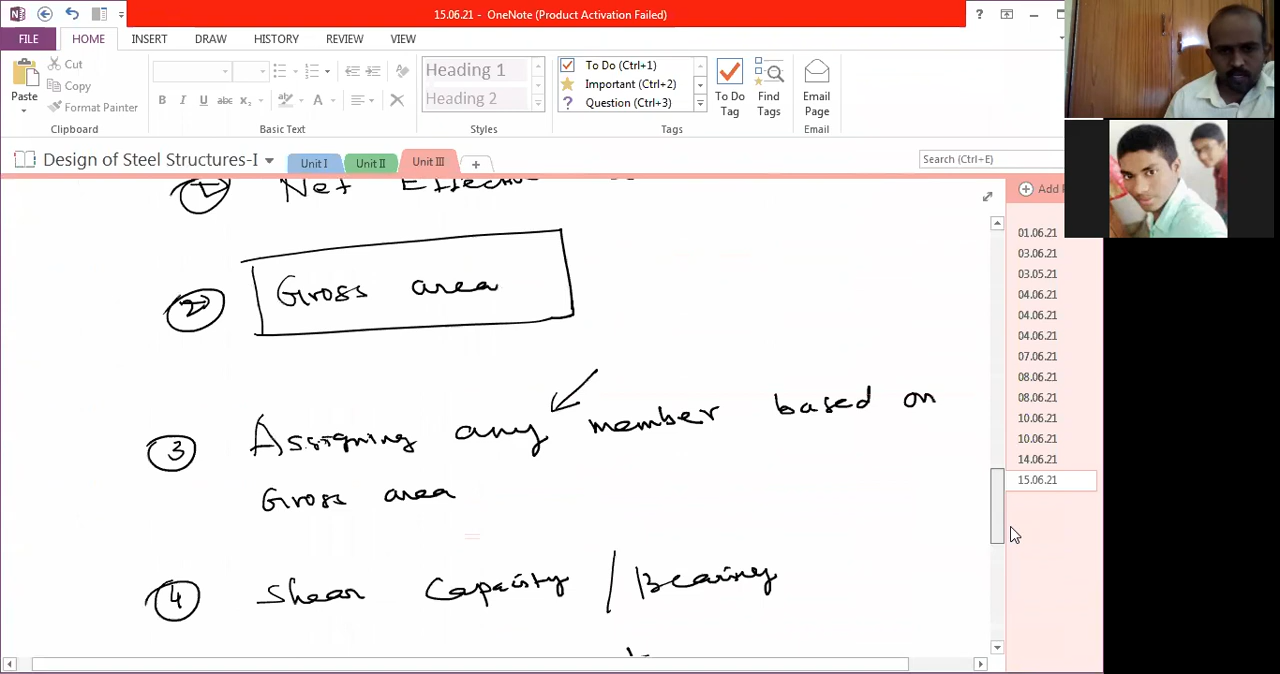 15.06.21 - OneNote (Product Activation Failed)
FILE HOME INSERT DRAW HISTORY REVIEW VIEW
Cut
Copy
Format Painter
Paste
Clipboard
B I U abc X₂ A
Basic Text
Heading 1
Heading 2
Styles
To Do (Ctrl+1)
Important (Ctrl+2)
Question (Ctrl+3)
Tags
To Do Tag
Find Tags
Email Page
Email
Design of Steel Structures-I Unit I Unit II Unit III
Search (Ctrl+E)
Add
Net Effective
2 Gross area
3 Assigning any member based on
Gross area
4 Shear Capacity / Bearing
01.06.21
03.06.21
03.05.21
04.06.21
04.06.21
04.06.21
07.06.21
08.06.21
08.06.21
10.06.21
10.06.21
14.06.21
15.06.21